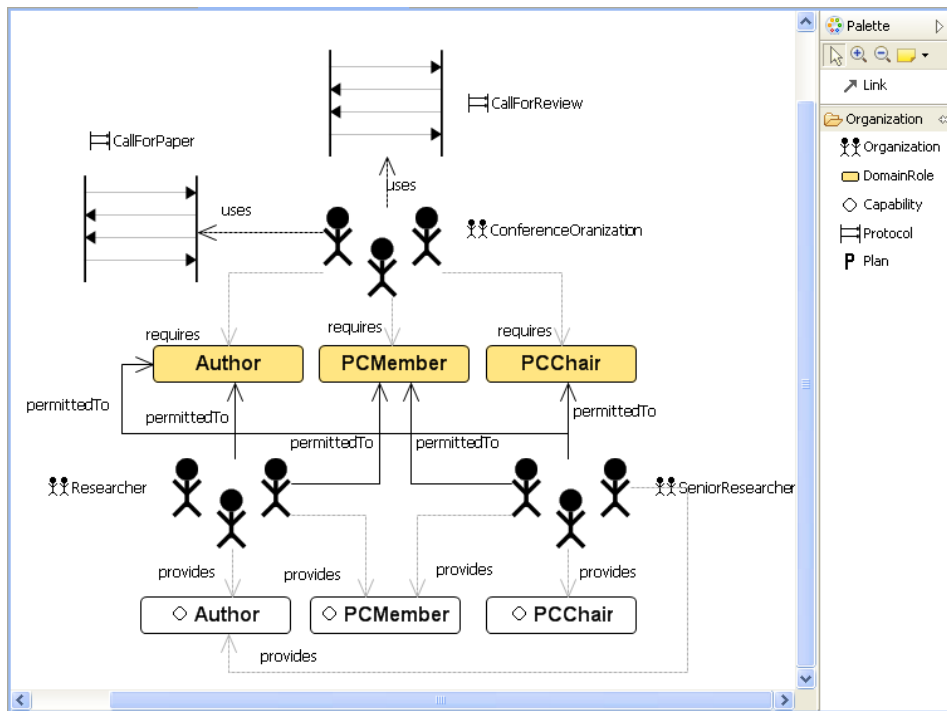 CallForReview
CallForPaper
uses
uses
ConferenceOranization
requires
requires
requires
Author
PCMember
PCChair
permittedTo
permittedTo
permittedTo
permittedTo
permittedTo
Researcher
SeniorResearcher
provides
provides
provides
provides
Author
PCMember
PCChair
provides
Palette
Link
Organization
Organization
DomainRole
Capability
Protocol
P Plan